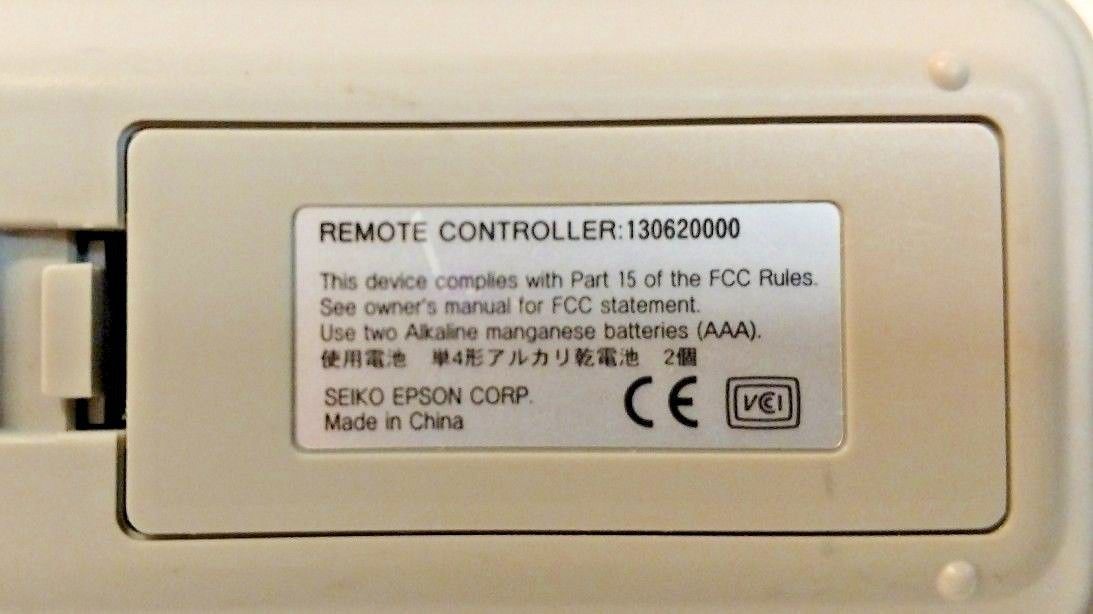 REMOTE CONTROLLER:130620000
This device complies with Part 15 of the FCC Rules.
See owner's manual for FCC statement.
Use two Alkaline manganese batteries (AAA).
使用電池 単4形アルカリ乾電池 2個
SEIKO EPSON CORP.
Made in China
CE
VCCI